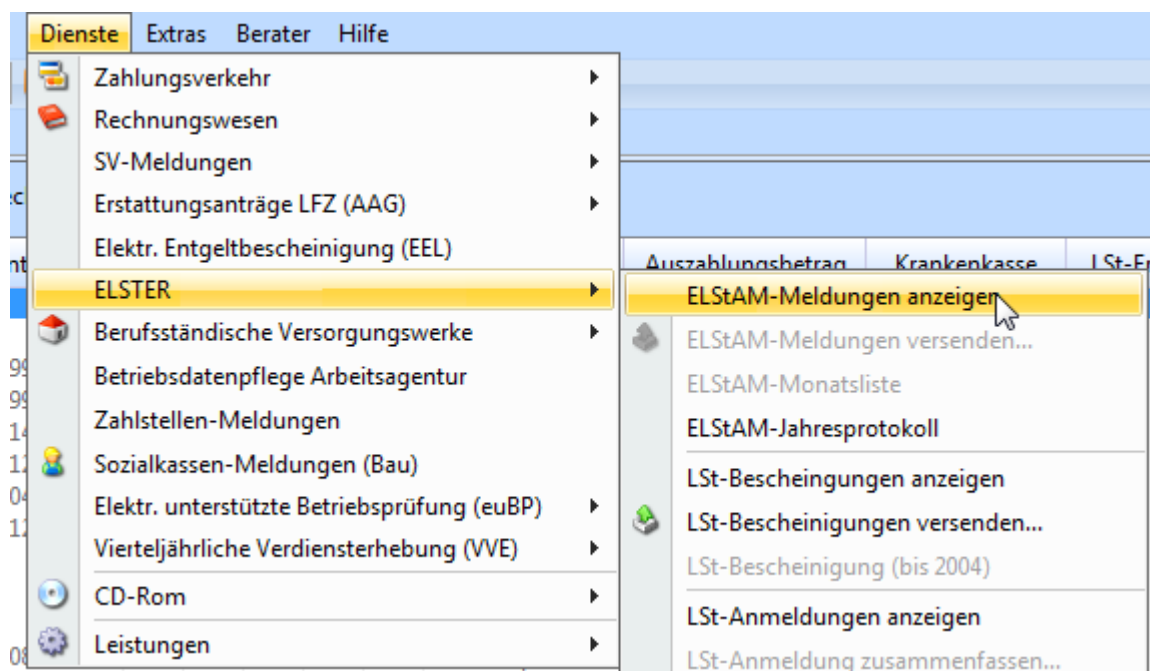 Dienste Extras Berater Hilfe
Zahlungsverkehr
Rechnungswesen
SV-Meldungen
Erstattungsanträge LFZ (AAG)
Elektr. Entgeltbescheinigung (EEL)
ELSTER
Berufsständische Versorgungswerke
Betriebsdatenpflege Arbeitsagentur
Zahlstellen-Meldungen
Sozialkassen-Meldungen (Bau)
Elektr. unterstützte Betriebsprüfung (euBP)
Vierteljährliche Verdiensterhebung (VVE)
CD-Rom
Leistungen
Auszahlungsbetrag Krankenkasse
ELStAM-Meldungen anzeigen
ELStAM-Meldungen versenden...
ELStAM-Monatsliste
ELStAM-Jahresprotokoll
LSt-Bescheingungen anzeigen
LSt-Bescheinigungen versenden...
LSt-Bescheinigung (bis 2004)
LSt-Anmeldungen anzeigen
LSt-Anmeldung zusammenfassen...